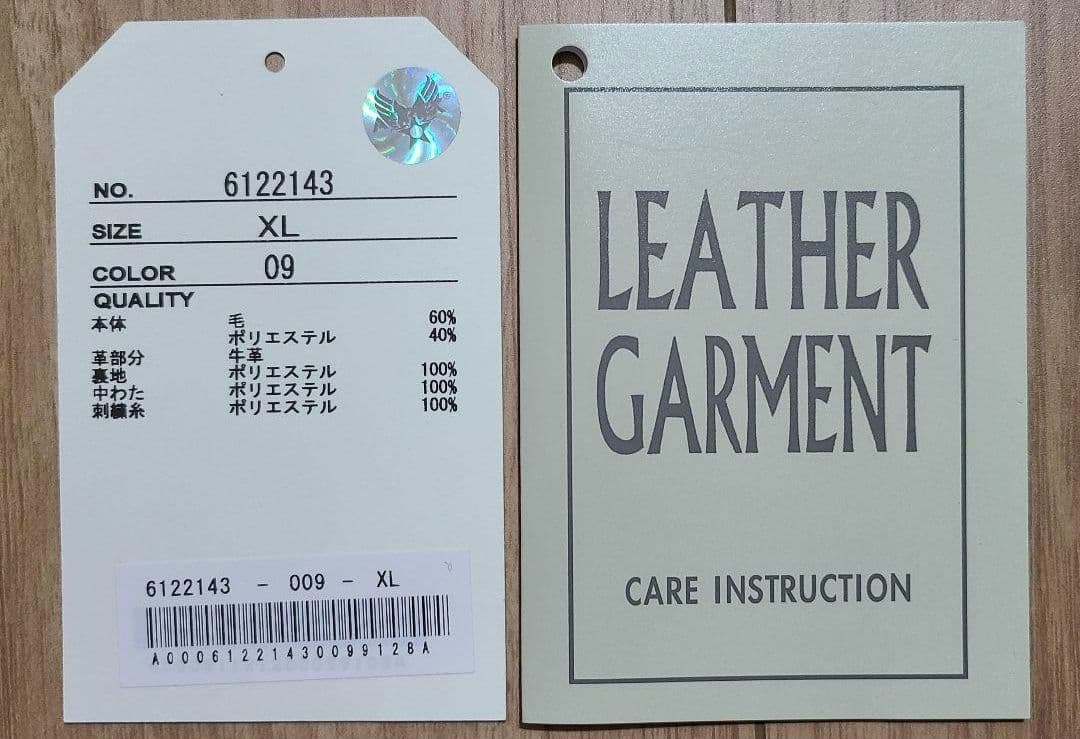 NO. 6122143
SIZE XL
COLOR 09
QUALITY
本体 毛 60%
ポリエステル 40%
革部分 牛革
裏地 ポリエステル 100%
中わた ポリエステル 100%
刺繍糸 ポリエステル 100%
6122143 - 009 - XL
A00061221430099128A
LEATHER
GARMENT
CARE INSTRUCTION